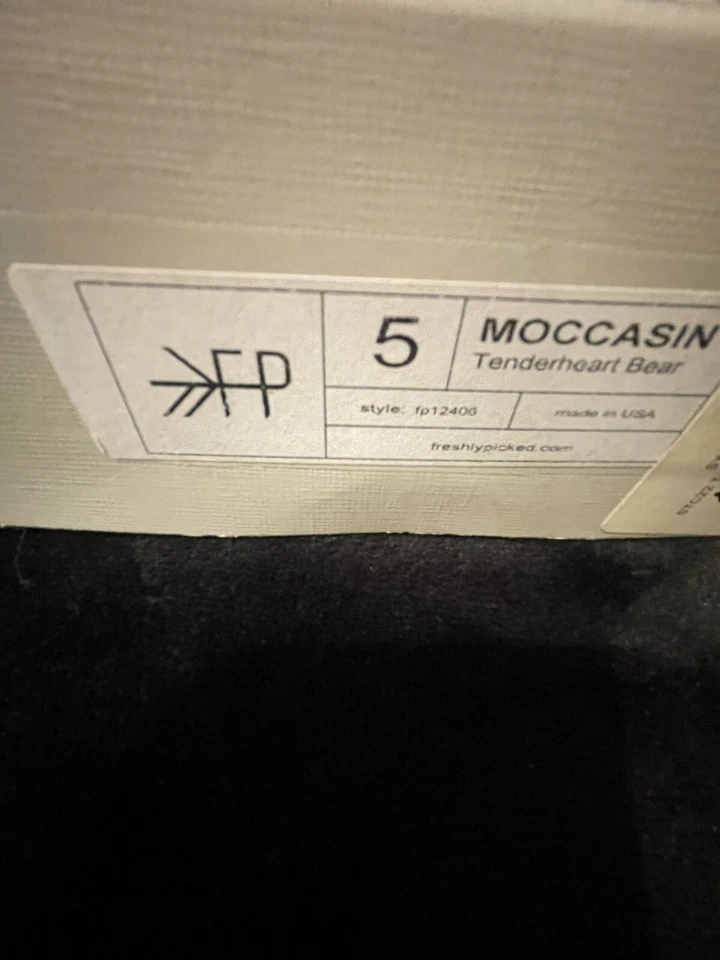 FP
5
MOCCASIN
Tenderheart Bear
style: fp12406
made in USA
freshlypicked.com